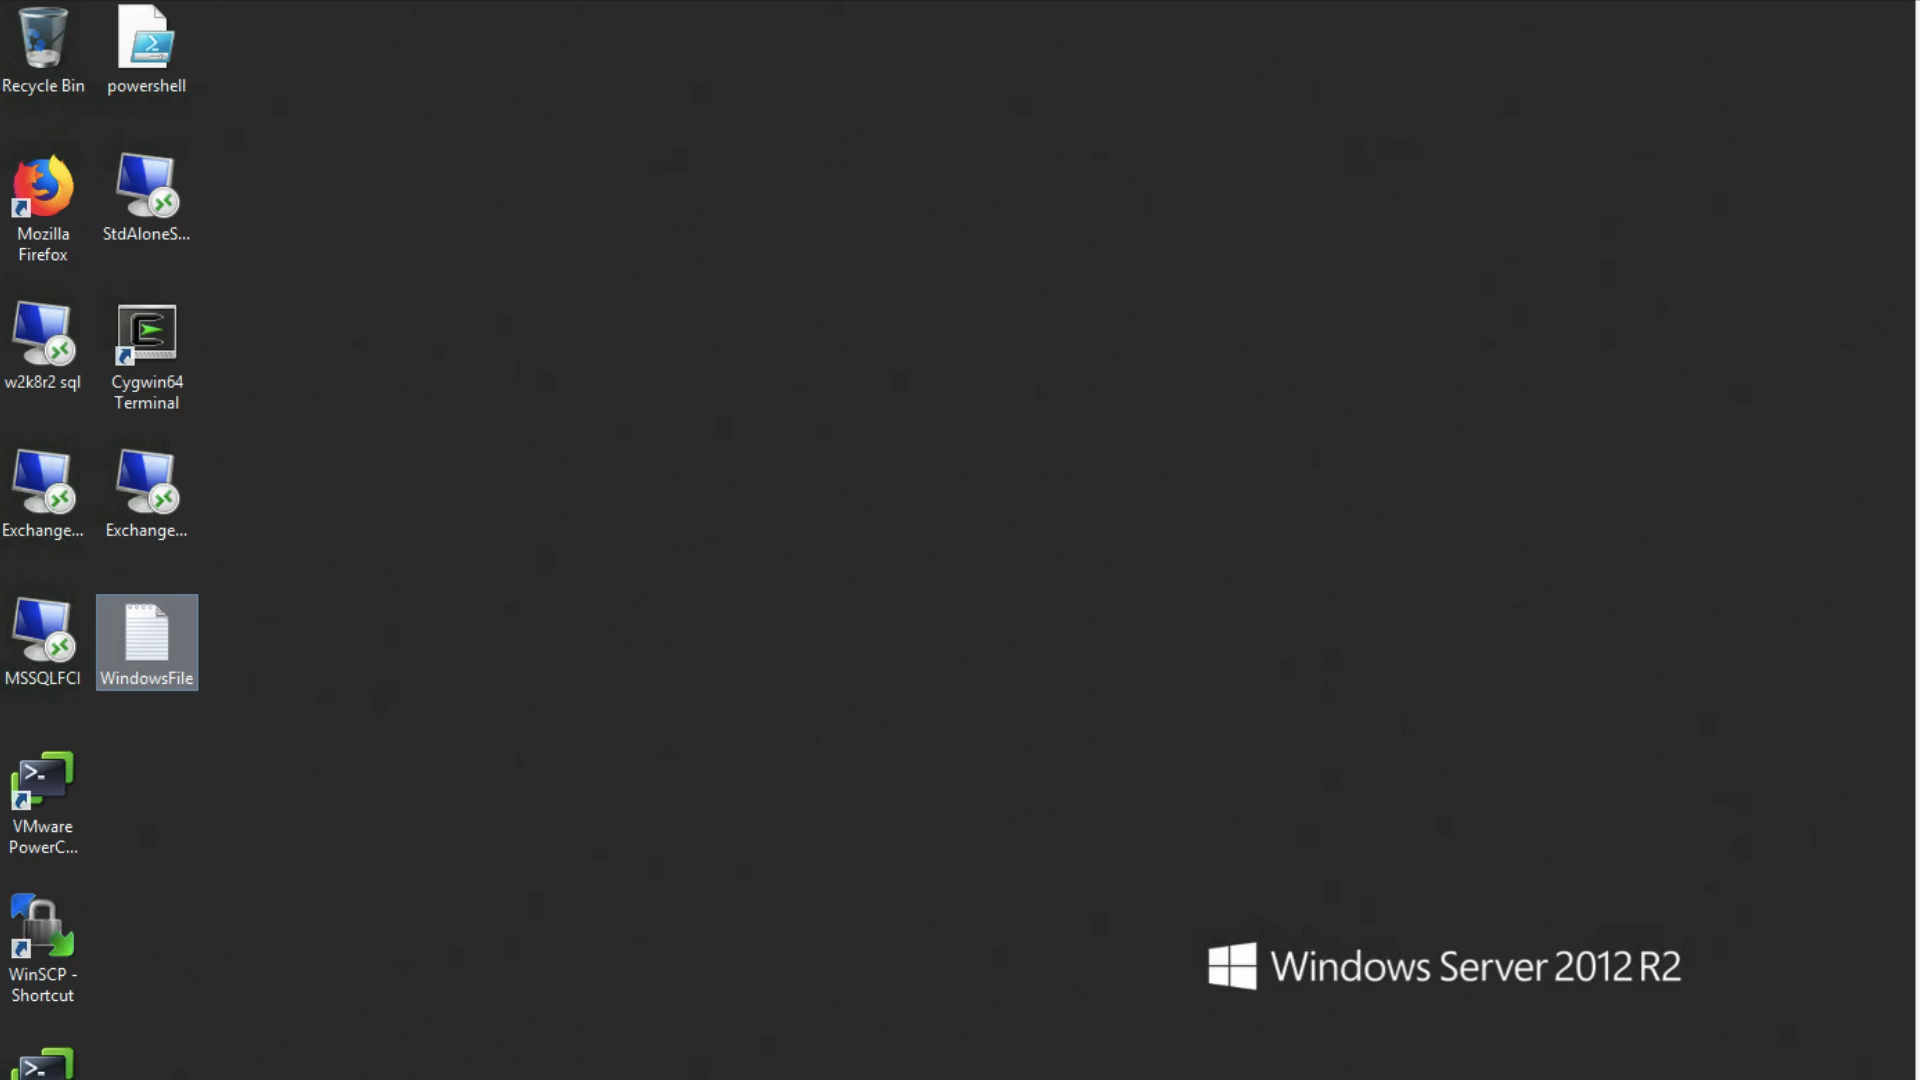 Recycle Bin
powershell
Mozilla
Firefox
StdAloneS...
w2k8r2 sql
Cygwin64
Terminal
Exchange...
Exchange...
MSSQLFCI
WindowsFile
VMware
PowerC...
WinSCP -
Shortcut
Windows Server 2012 R2